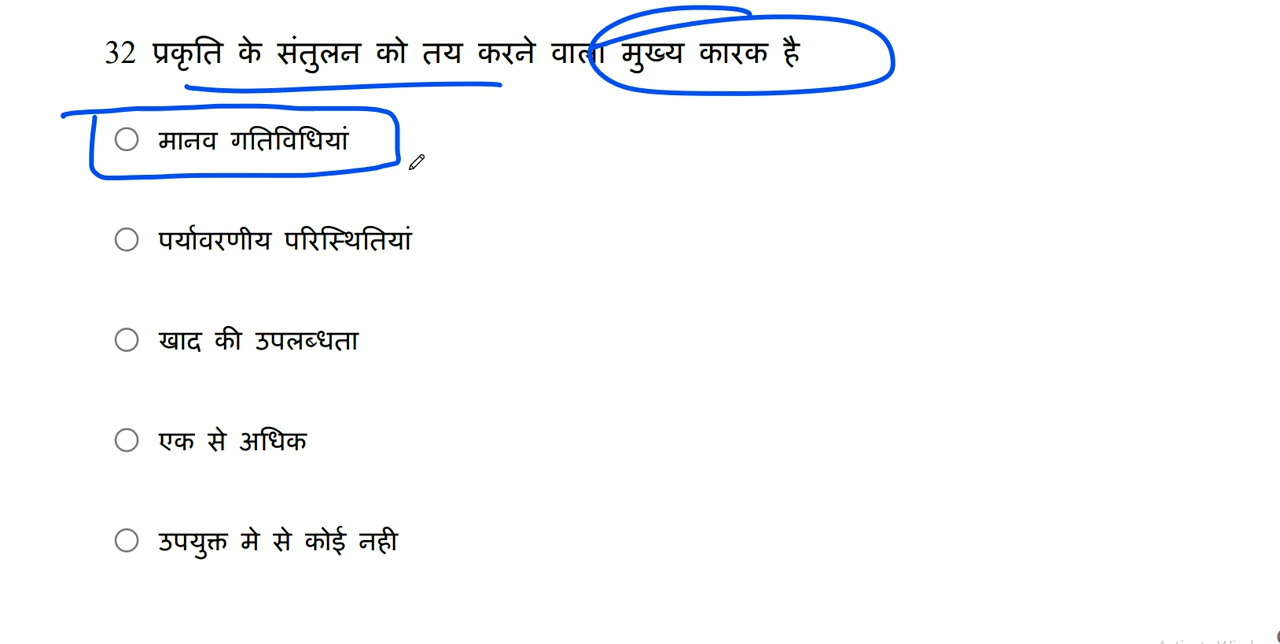 32 प्रकृति के संतुलन को तय करने वाला मुख्य कारक है
मानव गतिविधियां
पर्यावरणीय परिस्थितियां
खाद की उपलब्धता
एक से अधिक
उपयुक्त मे से कोई नही